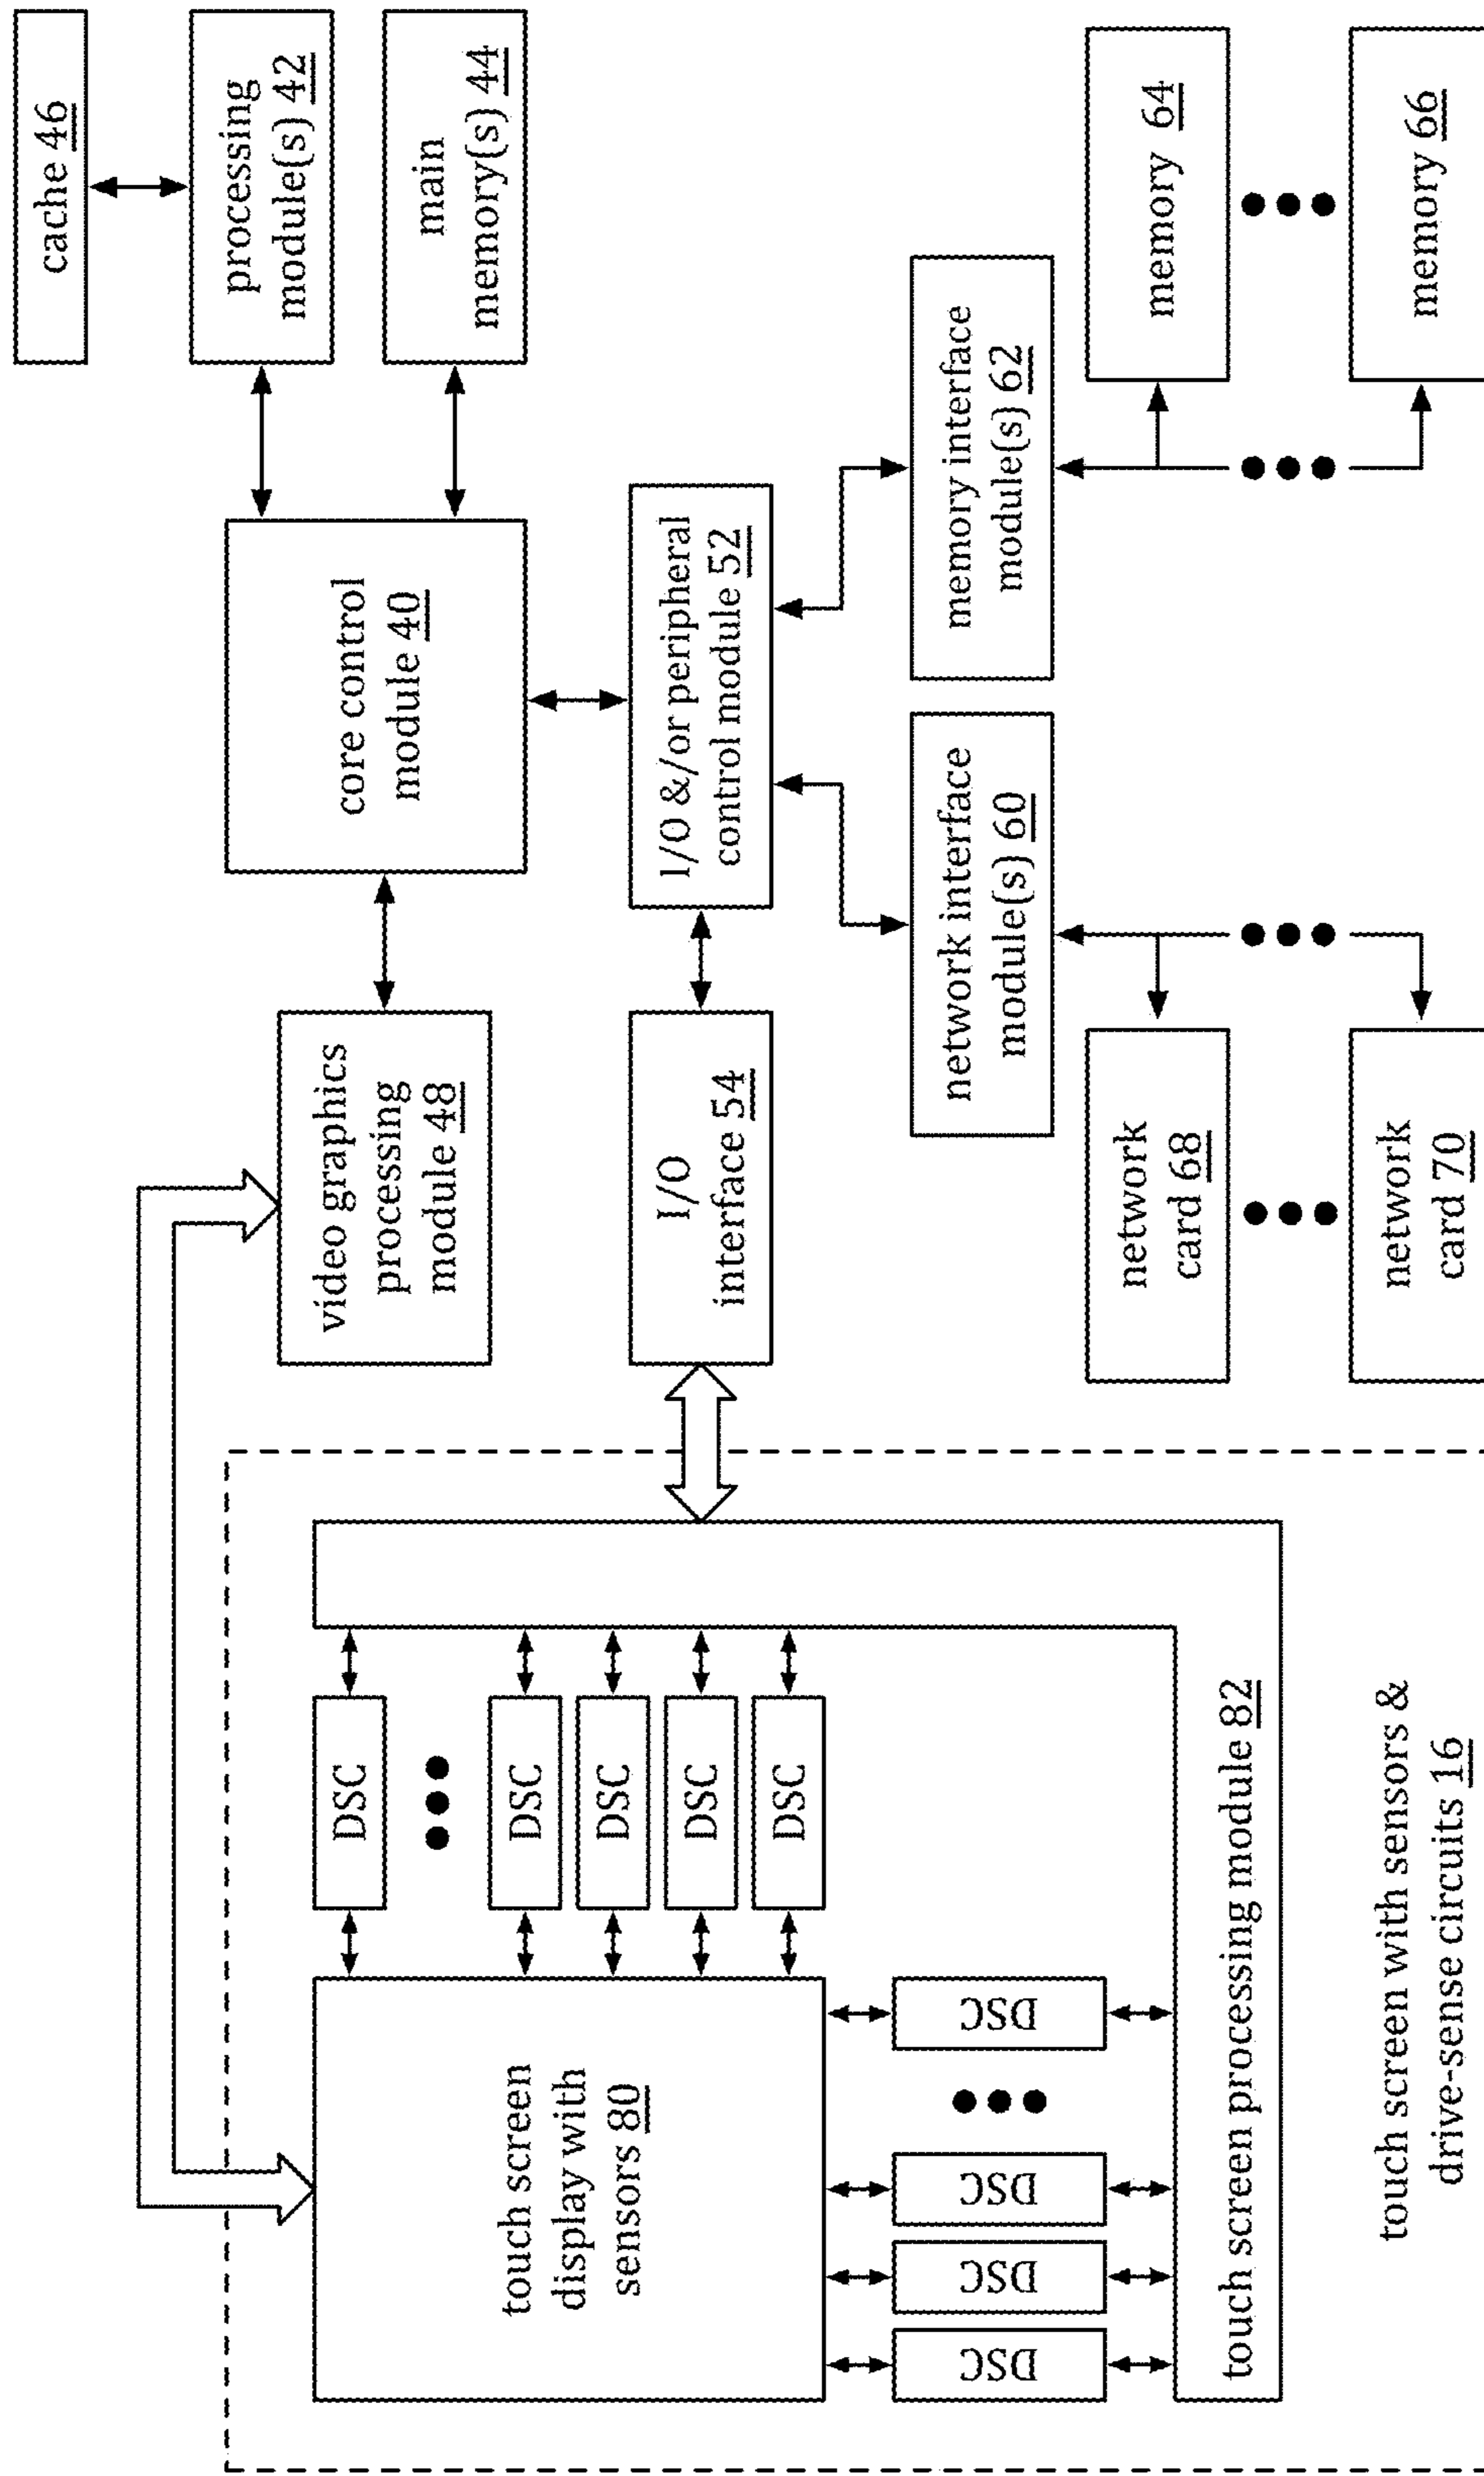 cache 46
processing
module(s) 42
main
memory(s) 44
core control
module 40
video graphics
processing
module 48
I/O &/or peripheral
control module 52
I/O
interface 54
memory interface
module(s) 62
network interface
module(s) 60
memory 64
memory 66
network
card 68
network
card 70
touch screen
display with
sensors 80
DSC
DSC
DSC
DSC
DSC
DSC
DSC
DSC
DSC
touch screen processing module 82
touch screen with sensors &
drive-sense circuits 16